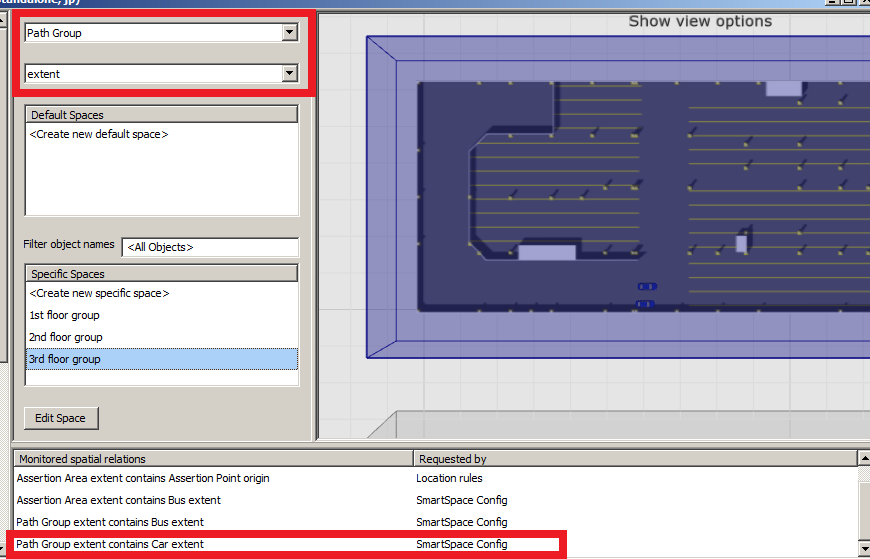 Show view options
Path Group
extent
Default Spaces
<Create new default space>
Filter object names
<All Objects>
Specific Spaces
<Create new specific space>
1st floor group
2nd floor group
3rd floor group
Edit Space
Monitored spatial relations
Requested by
Assertion Area extent contains Assertion Point origin
Location rules
Assertion Area extent contains Bus extent
SmartSpace Config
Path Group extent contains Bus extent
SmartSpace Config
Path Group extent contains Car extent
SmartSpace Config